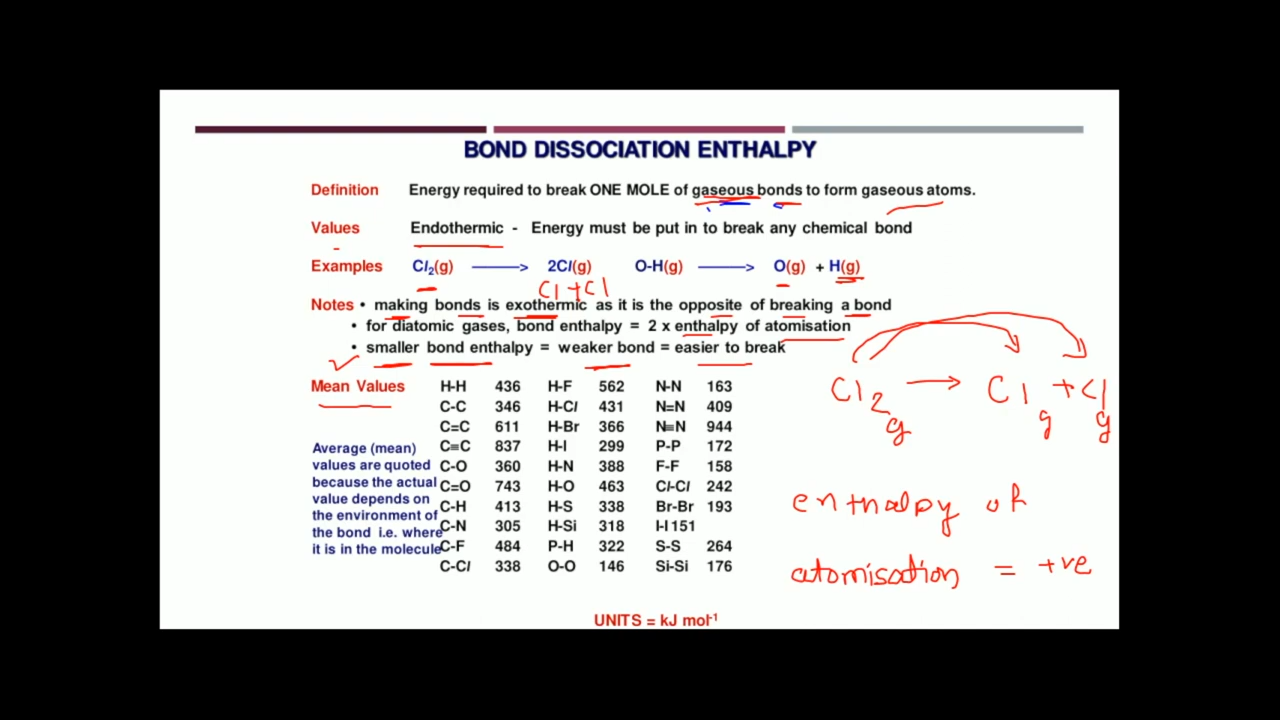 BOND DISSOCIATION ENTHALPY
Definition Energy required to break ONE MOLE of gaseous bonds to form gaseous atoms.
Values Endothermic - Energy must be put in to break any chemical bond
Examples Cl₂(g) ———> 2Cl(g) O-H(g) ———> O(g) + H(g)
Cl + Cl
Notes • making bonds is exothermic as it is the opposite of breaking a bond
• for diatomic gases, bond enthalpy = 2 x enthalpy of atomisation
• smaller bond enthalpy = weaker bond = easier to break
Mean Values
Average (mean)
values are quoted
because the actual
value depends on
the environment of
the bond i.e. where
it is in the molecule
H-H 436 H-F 562 N-N 163
C-C 346 H-Cl 431 N=N 409
C=C 611 H-Br 366 N≡N 944
C≡C 837 H-I 299 P-P 172
C-O 360 H-N 388 F-F 158
C=O 743 H-O 463 Cl-Cl 242
C-H 413 H-S 338 Br-Br 193
C-N 305 H-Si 318 I-I 151
C-F 484 P-H 322 S-S 264
C-Cl 338 O-O 146 Si-Si 176
UNITS = kJ mol⁻¹
Cl₂ g → Cl g + Cl g
enthalpy of
atomisation = +ve